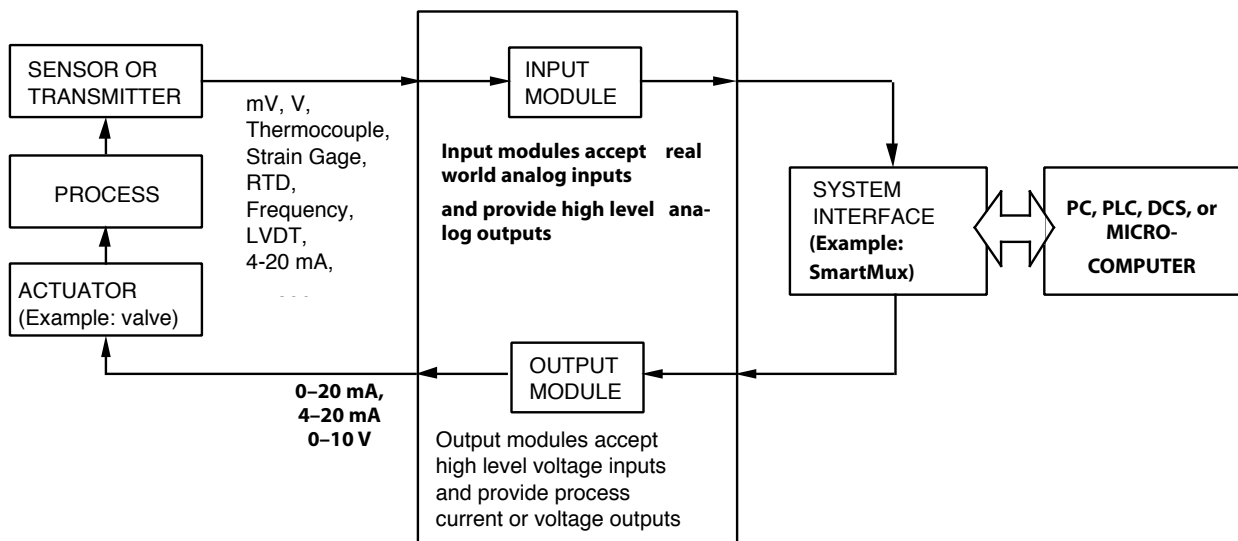 SENSOR OR
TRANSMITTER
mV, V,
Thermocouple,
Strain Gage,
RTD,
Frequency,
LVDT,
4-20 mA,
INPUT
MODULE
Input modules accept real
world analog inputs
and provide high level ana-
log outputs
PROCESS
ACTUATOR
(Example: valve)
SYSTEM
INTERFACE
(Example:
SmartMux)
PC, PLC, DCS, or
MICRO-
COMPUTER
OUTPUT
MODULE
0–20 mA,
4–20 mA
0–10 V
Output modules accept
high level voltage inputs
and provide process
current or voltage outputs